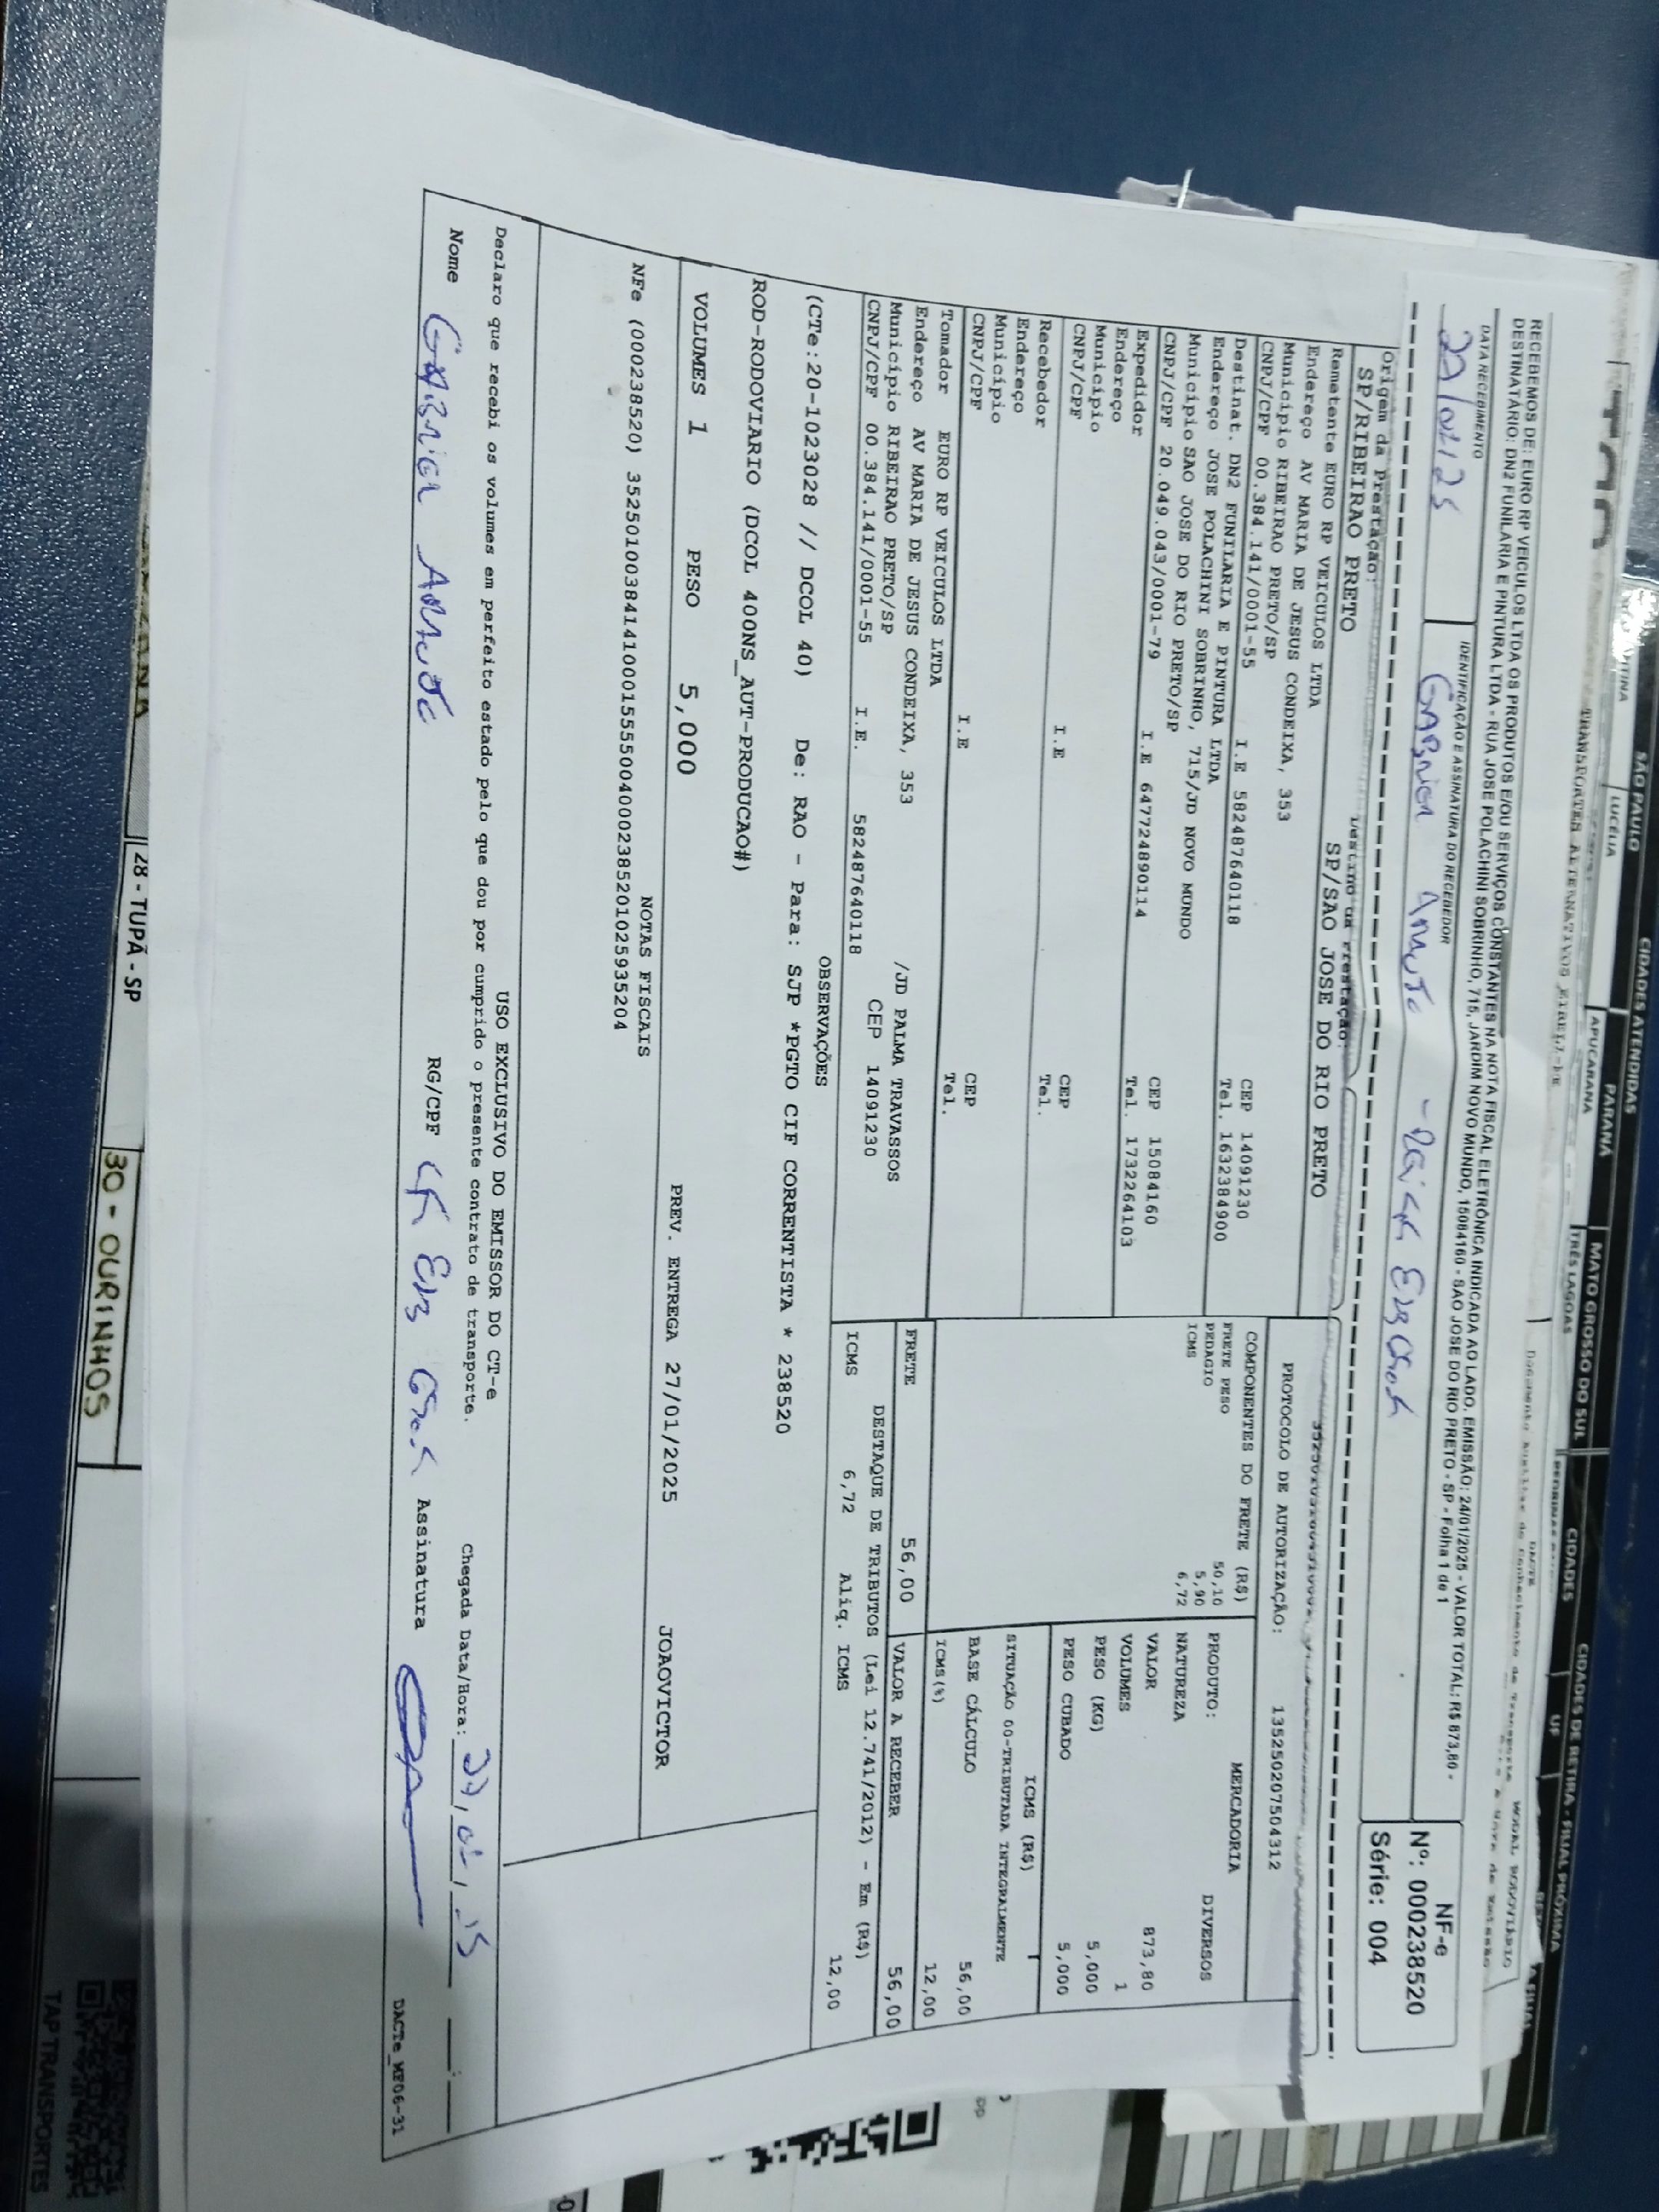 SÃO PAULO
CIDADES ATENDIDAS
PARANÁ
MATO GROSSO DO SUL
CIDADES
CIDADES DE RETIRA - FILIAL PRÓXIMA
LUCÉLIA
APUCARANA
TRÊS LAGOAS
UF
RECEBEMOS DE: EURO RP VEICULOS LTDA OS PRODUTOS E/OU SERVIÇOS CONSTANTES NA NOTA FISCAL ELETRÔNICA INDICADA AO LADO. EMISSÃO: 24/01/2025 - VALOR TOTAL: R$ 873,80 -
DESTINATÁRIO: DN2 FUNILARIA E PINTURA LTDA - RUA JOSE POLACHINI SOBRINHO, 715, JARDIM NOVO MUNDO, 15084160 - SAO JOSE DO RIO PRETO - SP - Folha 1 de 1
DATA RECEBIMENTO
IDENTIFICAÇÃO E ASSINATURA DO RECEBEDOR
NF-e
Nº: 000238520
Série: 004
Origem da Prestação:
Destino da Prestação:
SP/RIBEIRAO PRETO
SP/SAO JOSE DO RIO PRETO
Remetente EURO RP VEICULOS LTDA
Endereço AV MARIA DE JESUS CONDEIXA, 353
Município RIBEIRAO PRETO/SP
CEP 14091230
CNPJ/CPF 00.384.141/0001-55 I.E 582487640118
Tel. 1632384900
Destinat. DN2 FUNILARIA E PINTURA LTDA
Endereço JOSE POLACHINI SOBRINHO, 715/JD NOVO MUNDO
Município SAO JOSE DO RIO PRETO/SP
CEP 15084160
CNPJ/CPF 20.049.043/0001-79 I.E 647724890114
Tel. 1732264103
Expedidor
Endereço
Município
CEP
CNPJ/CPF I.E
Tel.
Recebedor
Endereço
Município
CEP
CNPJ/CPF I.E
Tel.
Tomador EURO RP VEICULOS LTDA
Endereço AV MARIA DE JESUS CONDEIXA, 353 /JD PALMA TRAVASSOS
Município RIBEIRAO PRETO/SP CEP 14091230
CNPJ/CPF 00.384.141/0001-55 I.E. 582487640118
PROTOCOLO DE AUTORIZAÇÃO: 135250207504312
COMPONENTES DO FRETE (R$)
FRETE PESO 50,10
PEDAGIO 5,90
ICMS 6,72
MERCADORIA
PRODUTO: DIVERSOS
NATUREZA
VALOR 873,80
VOLUMES 1
PESO (KG) 5,000
PESO CUBADO 5,000
ICMS (R$)
SITUAÇÃO 00-TRIBUTADA INTEGRALMENTE
BASE CÁLCULO 56,00
ICMS(%) 12,00
FRETE 56,00
VALOR A RECEBER 56,00
DESTAQUE DE TRIBUTOS (Lei 12.741/2012) - Em (R$)
ICMS 6,72 Aliq. ICMS 12,00
OBSERVAÇÕES
(CTe:20-1023028 // DCOL 40) De: RAO - Para: SJP *PGTO CIF CORRENTISTA * 238520
ROD-RODOVIARIO (DCOL 400NS_AUT-PRODUCAO#)
VOLUMES 1 PESO 5,000 PREV. ENTREGA 27/01/2025 JOAOVICTOR
NOTAS FISCAIS
NFe (000238520) 35250100384141000155550040002385201025935204
USO EXCLUSIVO DO EMISSOR DO CT-e
Declaro que recebi os volumes em perfeito estado pelo que dou por cumprido o presente contrato de transporte.
Chegada Data/Hora:
Nome RG/CPF Assinatura
DACTe_MF06-31
28 - TUPÃ - SP
30 - OURINHOS
TAP TRANSPORTES